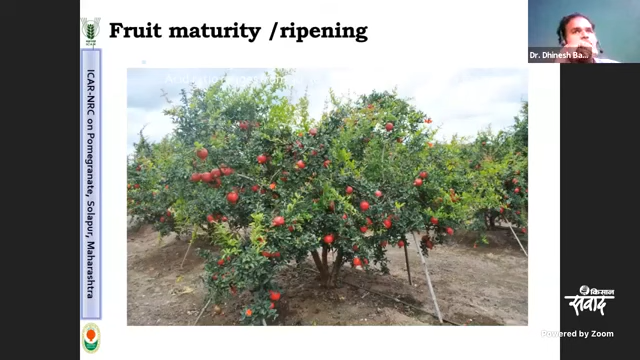 Fruit maturity /ripening
Dr. Dhinesh Ba...
ICAR-NRC on Pomegranate, Solapur, Maharashtra
किसान
संवाद
Powered by Zoom